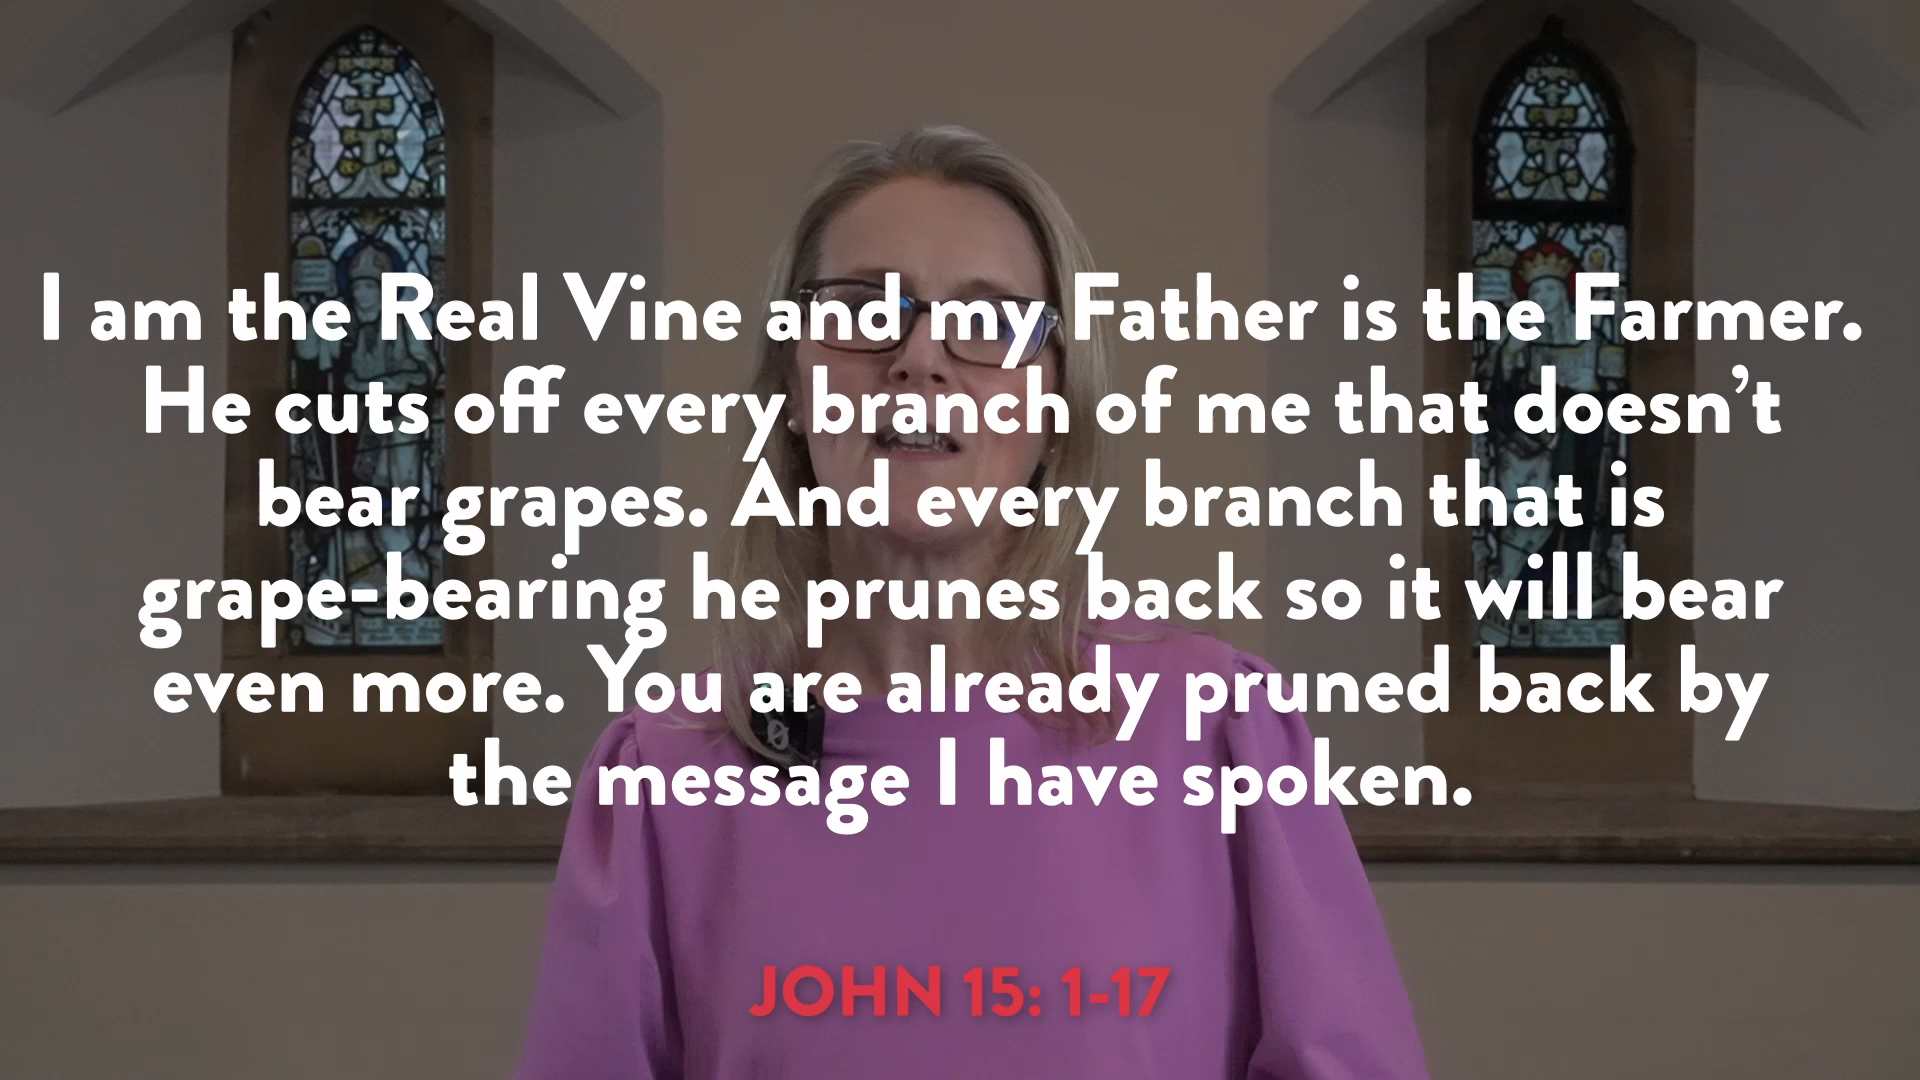 I am the Real Vine and my Father is the Farmer.
He cuts off every branch of me that doesn’t
bear grapes. And every branch that is
grape-bearing he prunes back so it will bear
even more. You are already pruned back by
the message I have spoken.
JOHN 15: 1-17